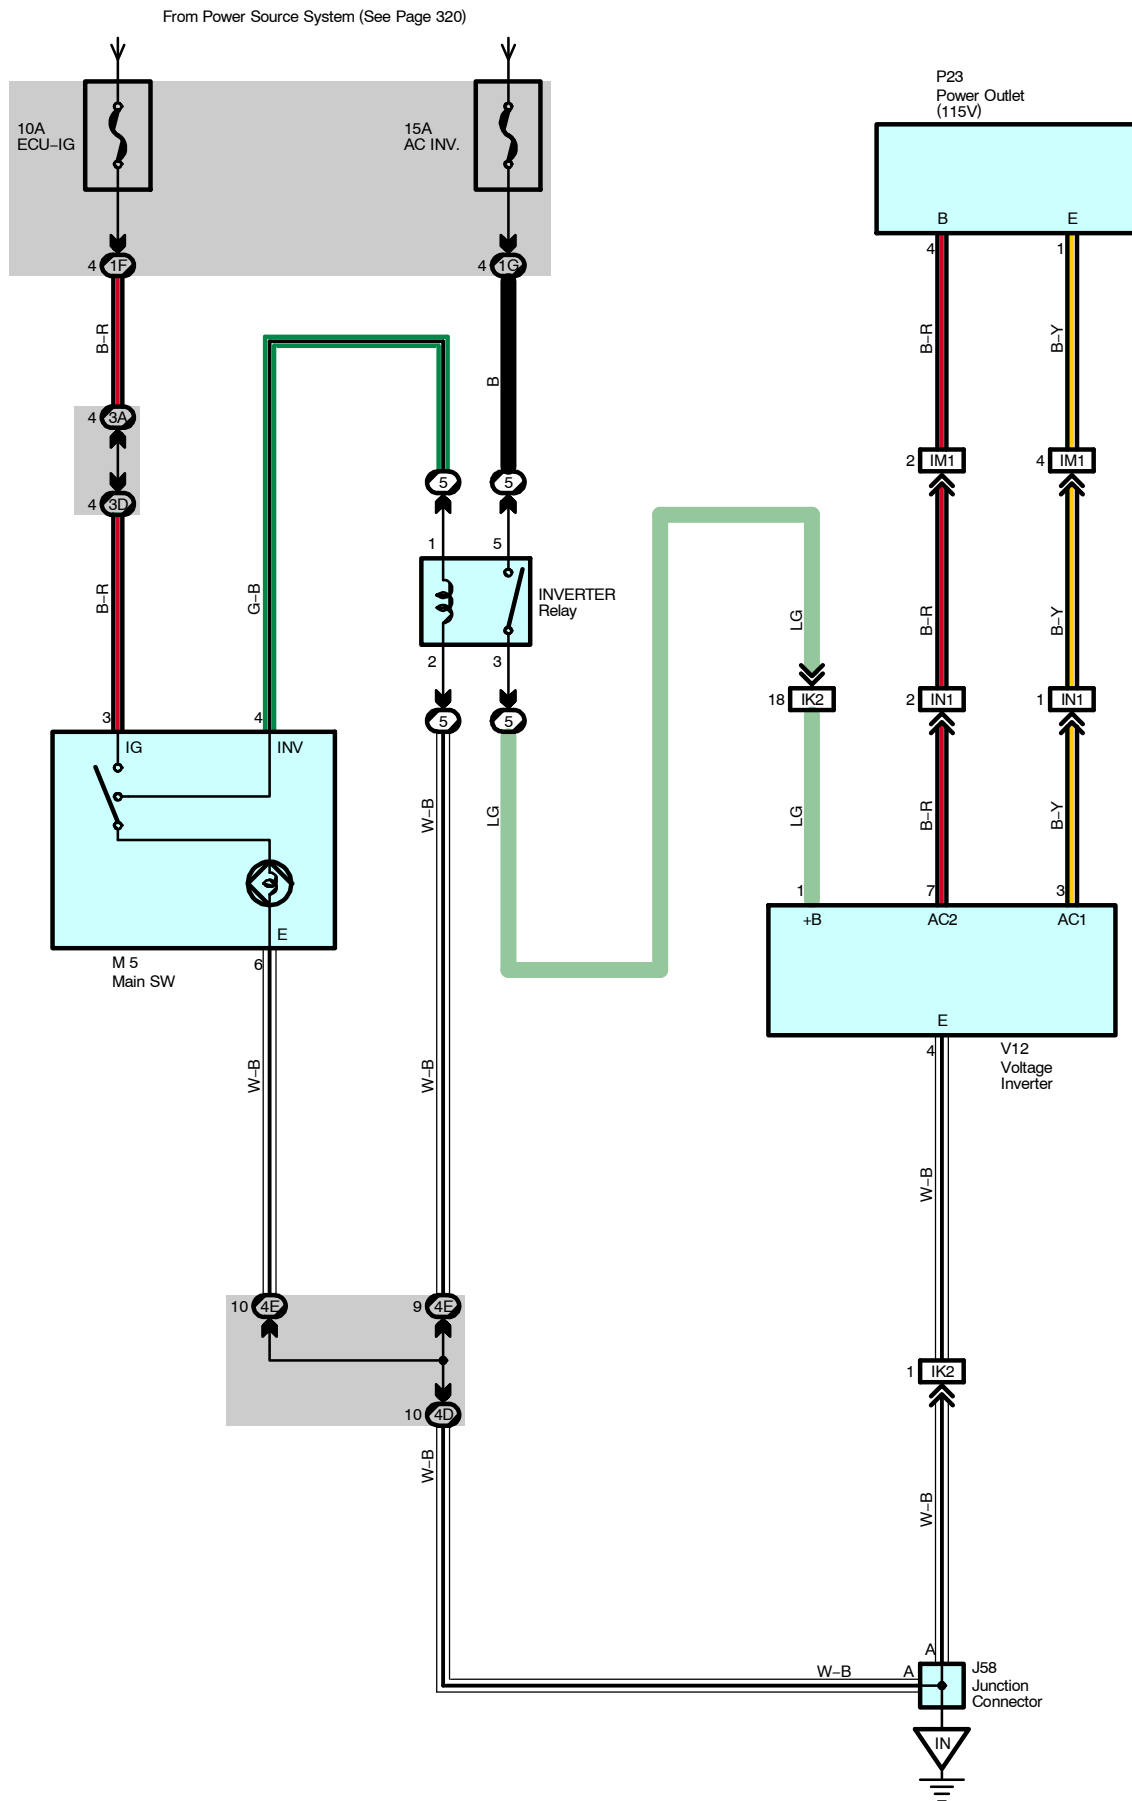 From Power Source System (See Page 320)
P23
Power Outlet
(115V)
10A
ECU–IG
15A
AC INV.
B E
4 1F
4 1G
4 1
B–R
B
B–R
B–Y
4 3A
2 IM1
4 IM1
5 5
4 3D
1 5
B–R
G–B
INVERTER
Relay
LG
B–R
B–Y
2 3
18 IK2
2 IN1
1 IN1
3 4
5 5
IG INV
W–B
LG
LG
B–R
B–Y
1 7 3
+B AC2 AC1
E
M 5
Main SW
6
E
4
V12
Voltage
Inverter
W–B
W–B
W–B
10 4E
9 4E
1 IK2
10 4D
W–B
W–B
A
W–B A
J58
Junction
Connector
IN